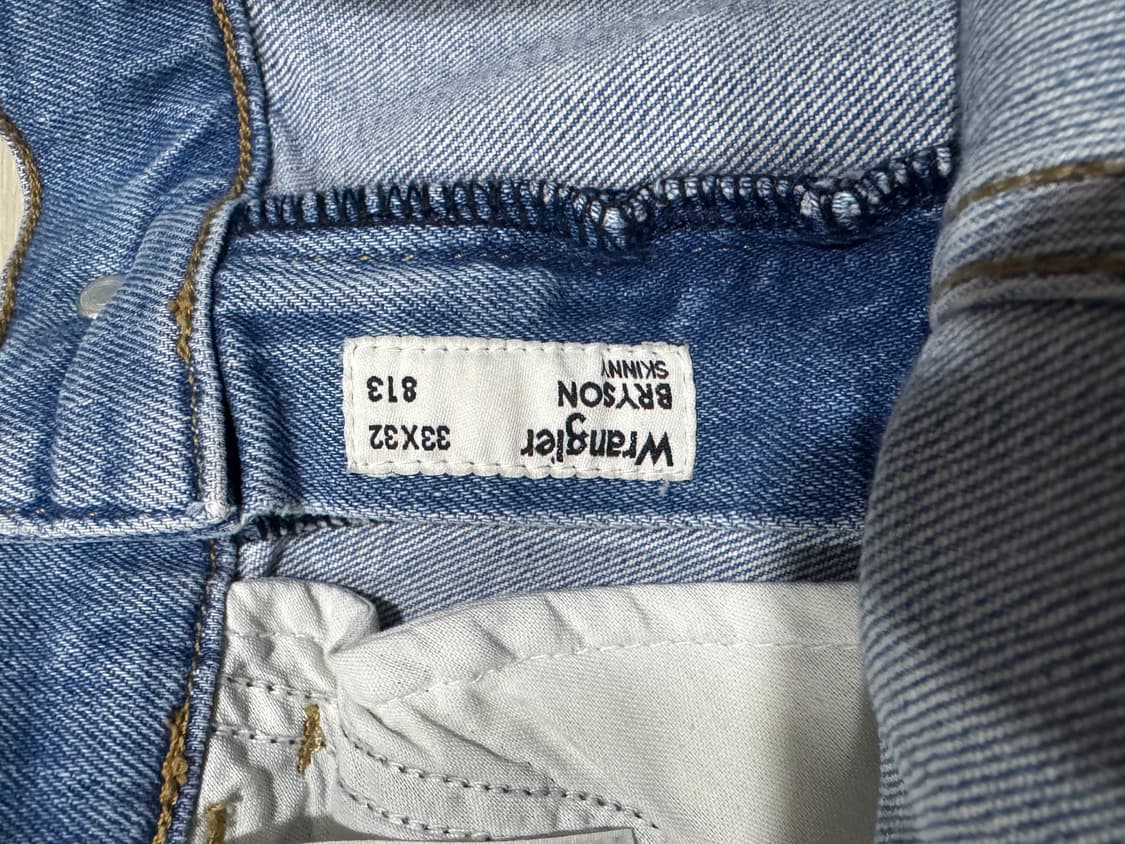 Wrangler 33X32
BRYSON 813
SKINNY